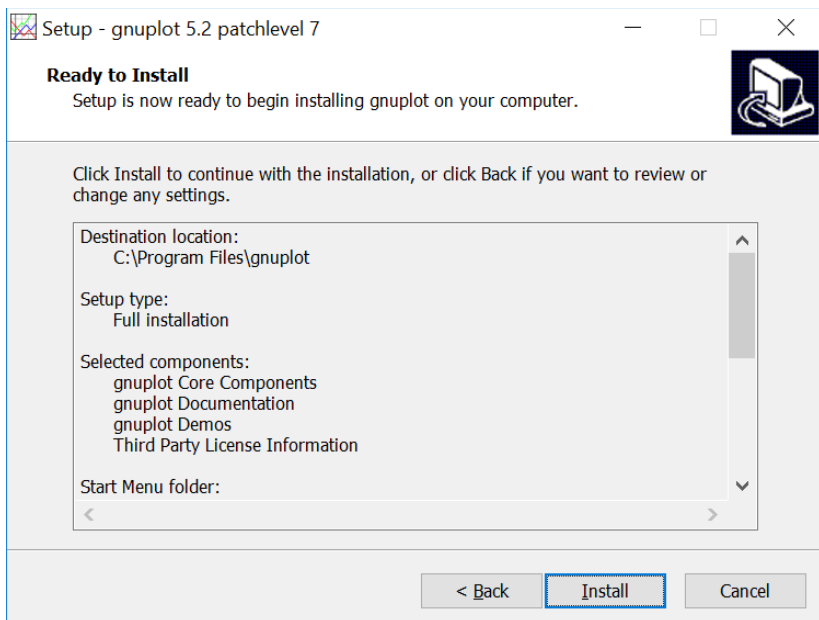 Setup - gnuplot 5.2 patchlevel 7
Ready to Install
Setup is now ready to begin installing gnuplot on your computer.
Click Install to continue with the installation, or click Back if you want to review or
change any settings.
Destination location:
C:\Program Files\gnuplot
Setup type:
Full installation
Selected components:
gnuplot Core Components
gnuplot Documentation
gnuplot Demos
Third Party License Information
Start Menu folder:
< Back
Install
Cancel